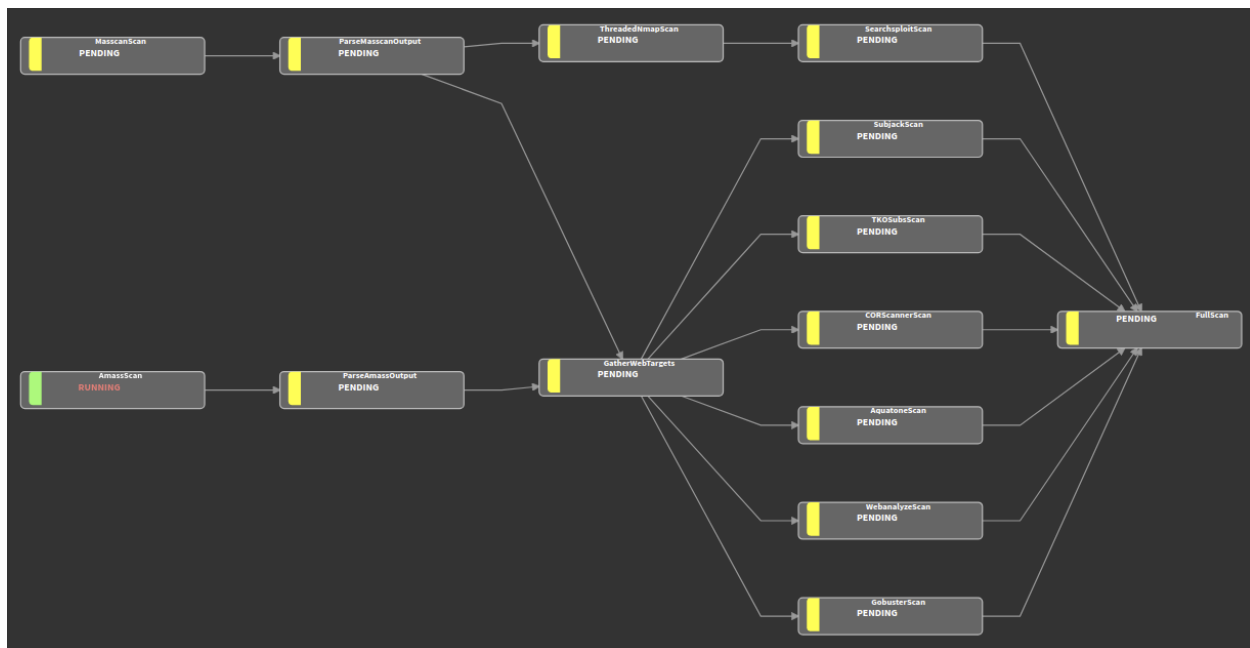 MasscanScan
PENDING
ParseMasscanOutput
PENDING
ThreadedNmapScan
PENDING
SearchsploitScan
PENDING
SubjackScan
PENDING
TKOSubsScan
PENDING
CORScannerScan
PENDING
PENDING FullScan
AmassScan
RUNNING
ParseAmassOutput
PENDING
GatherWebTargets
PENDING
AquatoneScan
PENDING
WebanalyzeScan
PENDING
GobusterScan
PENDING